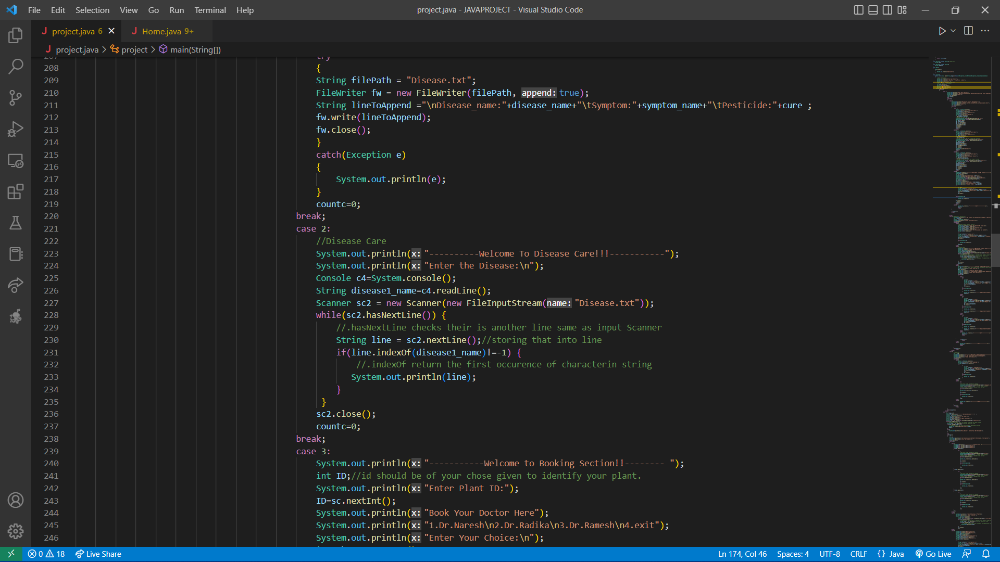 File Edit Selection View Go Run Terminal Help
project.java - JAVAPROJECT - Visual Studio Code
project.java 6
Home.java 9+
project.java > project > main(String[])
207 try
208 {
209 String filePath = "Disease.txt";
210 FileWriter fw = new FileWriter(filePath, append: true);
211 String lineToAppend ="\nDisease_name:"+disease_name+"\tSymptom:"+symptom_name+"\tPesticide:"+cure ;
212 fw.write(lineToAppend);
213 fw.close();
214 }
215 catch(Exception e)
216 {
217 System.out.println(e);
218 }
219 countc=0;
220 break;
221 case 2:
222 //Disease Care
223 System.out.println(x: "----------Welcome To Disease Care!!!-----------");
224 System.out.println(x: "Enter the Disease:\n");
225 Console c4=System.console();
226 String disease1_name=c4.readLine();
227 Scanner sc2 = new Scanner(new FileInputStream(name: "Disease.txt"));
228 while(sc2.hasNextLine()) {
229 //.hasNextLine checks their is another line same as input Scanner
230 String line = sc2.nextLine();//storing that into line
231 if(line.indexOf(disease1_name)!=-1) {
232 //.indexOf return the first occurence of characterin string
233 System.out.println(line);
234 }
235 }
236 sc2.close();
237 countc=0;
238 break;
239 case 3:
240 System.out.println(x: "-----------Welcome to Booking Section!!-------- ");
241 int ID;//id should be of your chose given to identify your plant.
242 System.out.println(x: "Enter Plant ID:");
243 ID=sc.nextInt();
244 System.out.println(x: "Book Your Doctor Here");
245 System.out.println(x: "1.Dr.Naresh\n2.Dr.Radika\n3.Dr.Ramesh\n4.exit");
246 System.out.println(x: "Enter Your Choice:\n");
0 18 Live Share
Ln 174, Col 46 Spaces: 4 UTF-8 CRLF {} Java Go Live